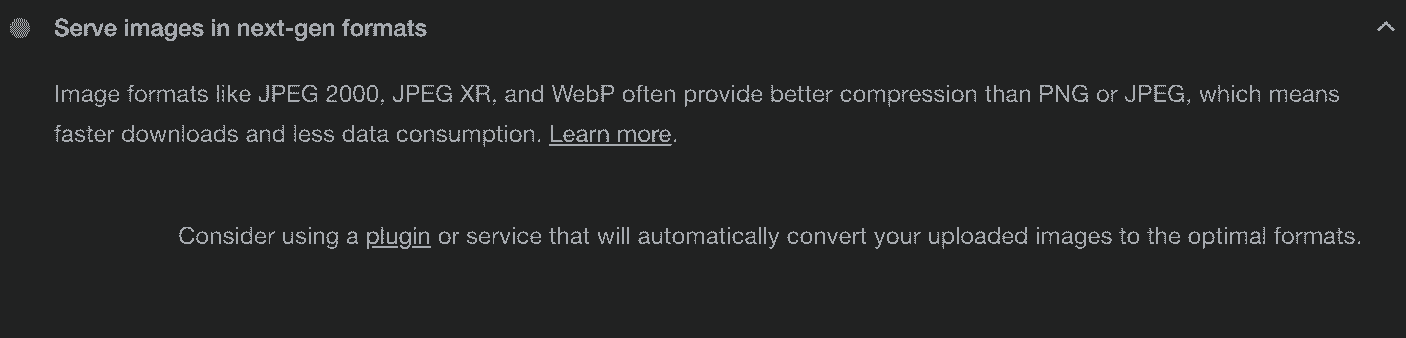 Serve images in next-gen formats
Image formats like JPEG 2000, JPEG XR, and WebP often provide better compression than PNG or JPEG, which means
faster downloads and less data consumption. Learn more.
Consider using a plugin or service that will automatically convert your uploaded images to the optimal formats.